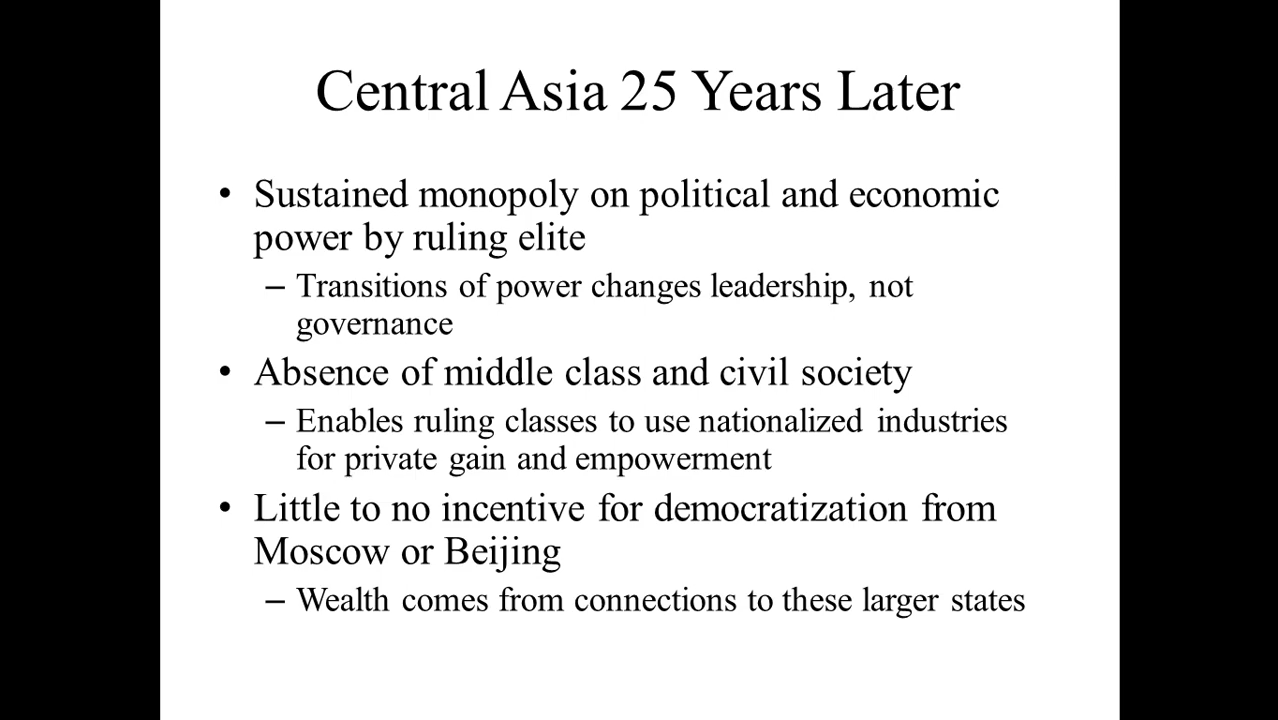 Central Asia 25 Years Later
• Sustained monopoly on political and economic
power by ruling elite
– Transitions of power changes leadership, not
governance
• Absence of middle class and civil society
– Enables ruling classes to use nationalized industries
for private gain and empowerment
• Little to no incentive for democratization from
Moscow or Beijing
– Wealth comes from connections to these larger states